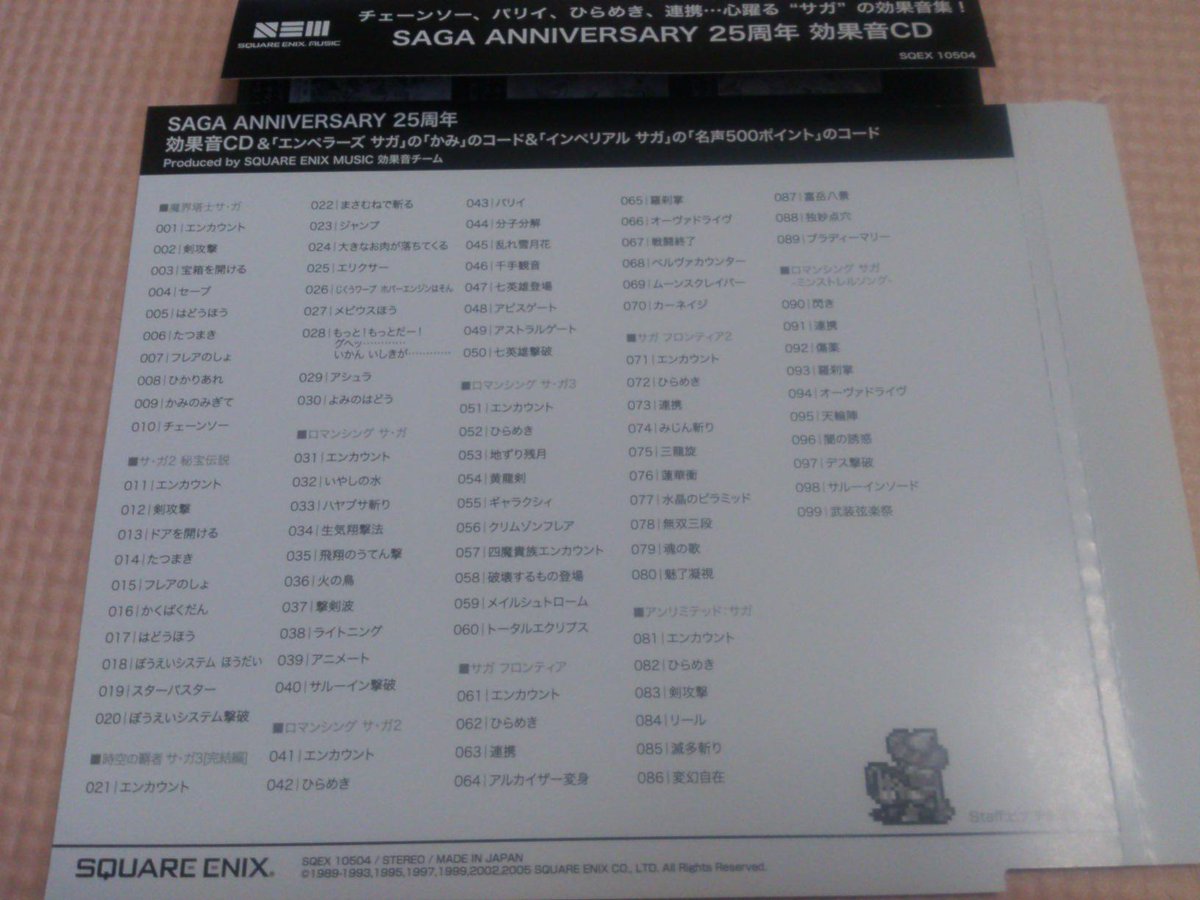 チェーンソー、パリイ、ひらめき、連携…心躍る “サガ” の効果音集！
SQUARE ENIX MUSIC
SAGA ANNIVERSARY 25周年 効果音CD
SQEX 10504
SAGA ANNIVERSARY 25周年
効果音CD &「エンペラーズ サガ」の「かみ」のコード&「インペリアル サガ」の「名声500ポイント」のコード
Produced by SQUARE ENIX MUSIC 効果音チーム
■魔界塔士サ・ガ
001|エンカウント
002|剣攻撃
003|宝箱を開ける
004|セーブ
005|はどうほう
006|たつまき
007|フレアのしょ
008|ひかりあれ
009|かみのみぎて
010|チェーンソー
■サ・ガ2 秘宝伝説
011|エンカウント
012|剣攻撃
013|ドアを開ける
014|たつまき
015|フレアのしょ
016|かくばくだん
017|はどうほう
018|ぼうえいシステム ほうだい
019|スターバスター
020|ぼうえいシステム撃破
■時空の覇者 サ・ガ3[完結編]
021|エンカウント
022|まさむねで斬る
023|ジャンプ
024|大きなお肉が落ちてくる
025|エリクサー
026|じくうワープ ホバーエンジンはそん
027|メビウスほう
028|もっと！もっとだー！
グヘッ…………
いかん いしきが…………
029|アシュラ
030|よみのはどう
■ロマンシング サ・ガ
031|エンカウント
032|いやしの水
033|ハヤブサ斬り
034|生気翔撃法
035|飛翔のうてん撃
036|火の鳥
037|撃剣波
038|ライトニング
039|アニメート
040|サルーイン撃破
■ロマンシング サ・ガ2
041|エンカウント
042|ひらめき
043|パリイ
044|分子分解
045|乱れ雪月花
046|千手観音
047|七英雄登場
048|アビスゲート
049|アストラルゲート
050|七英雄撃破
■ロマンシング サ・ガ3
051|エンカウント
052|ひらめき
053|地ずり残月
054|黄龍剣
055|ギャラクシィ
056|クリムゾンフレア
057|四魔貴族エンカウント
058|破壊するもの登場
059|メイルシュトローム
060|トータルエクリプス
■サガ フロンティア
061|エンカウント
062|ひらめき
063|連携
064|アルカイザー変身
065|羅刹掌
066|オーヴァドライヴ
067|戦闘終了
068|ベルヴァカウンター
069|ムーンスクレイパー
070|カーネイジ
■サガ フロンティア2
071|エンカウント
072|ひらめき
073|連携
074|みじん斬り
075|三龍旋
076|蓮華衝
077|水晶のピラミッド
078|無双三段
079|魂の歌
080|魅了凝視
■アンリミテッド:サガ
081|エンカウント
082|ひらめき
083|剣攻撃
084|リール
085|滅多斬り
086|変幻自在
087|富岳八景
088|独妙点穴
089|ブラディーマリー
■ロマンシング サガ
-ミンストレルソング-
090|閃き
091|連携
092|傷薬
093|羅刹掌
094|オーヴァドライヴ
095|天輪陣
096|闇の誘惑
097|デス撃破
098|サルーインソード
099|武装弦楽祭
Staff
SQUARE ENIX.
SQEX 10504 / STEREO / MADE IN JAPAN
©1989-1993,1995,1997,1999,2002,2005 SQUARE ENIX CO., LTD. All Rights Reserved.